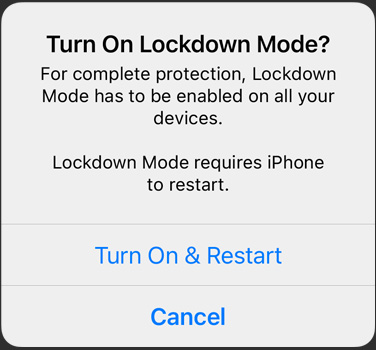 Turn On Lockdown Mode?
For complete protection, Lockdown
Mode has to be enabled on all your
devices.
Lockdown Mode requires iPhone
to restart.
Turn On & Restart
Cancel